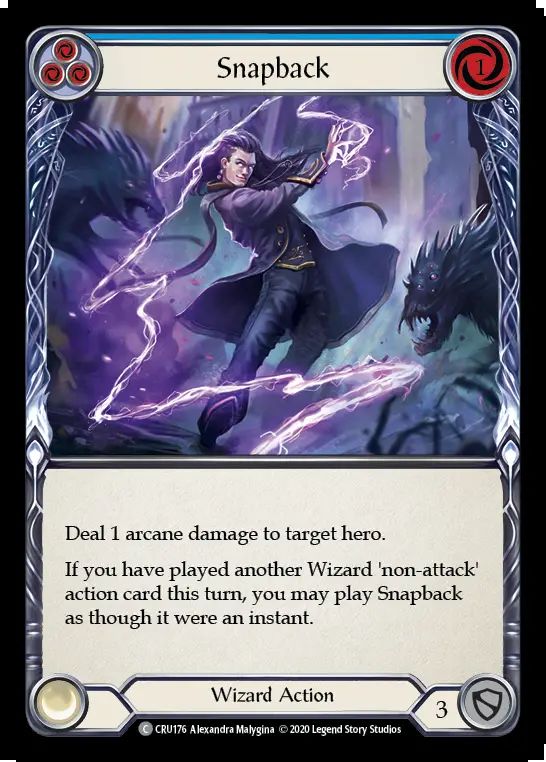 Snapback
1
Deal 1 arcane damage to target hero.
If you have played another Wizard 'non-attack'
action card this turn, you may play Snapback
as though it were an instant.
Wizard Action
3
C CRU176 Alexandra Malygina © 2020 Legend Story Studios